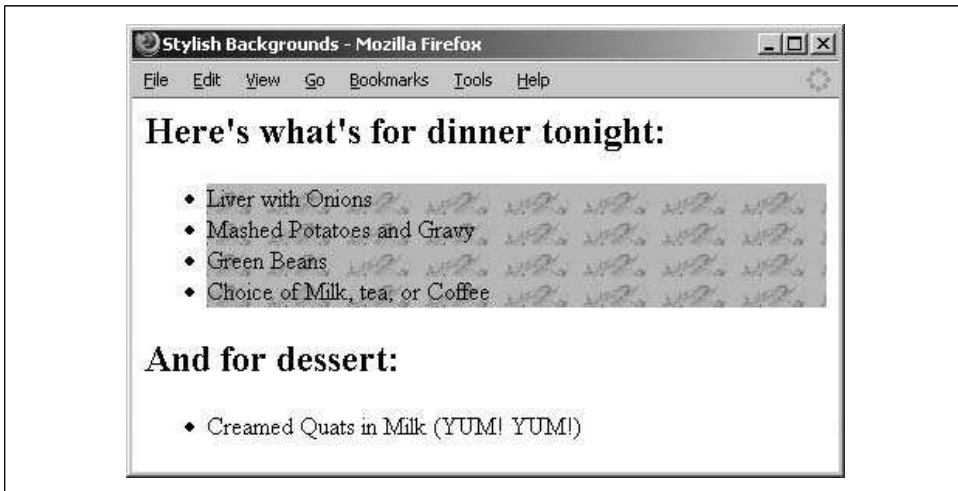 Stylish Backgrounds - Mozilla Firefox
File Edit View Go Bookmarks Tools Help
Here's what's for dinner tonight:
• Liver with Onions
• Mashed Potatoes and Gravy
• Green Beans
• Choice of Milk, tea, or Coffee
And for dessert:
• Creamed Quats in Milk (YUM! YUM!)